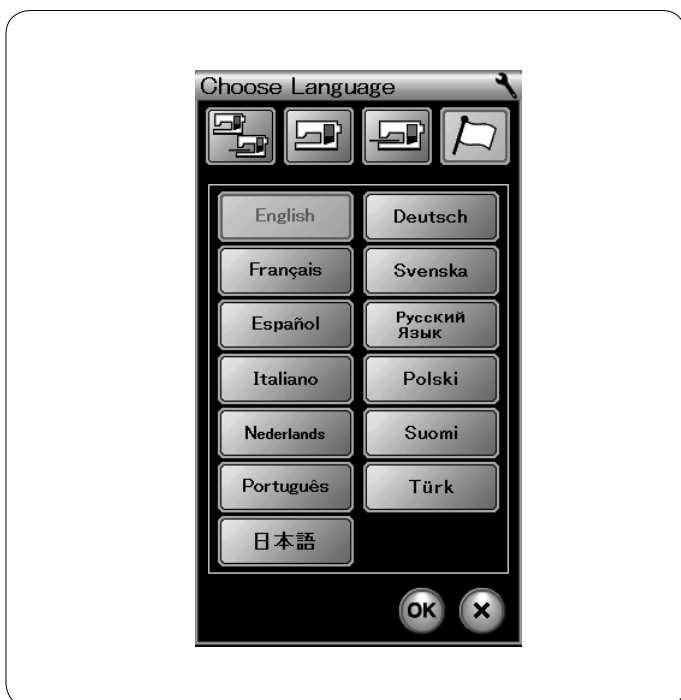 Choose Language
English
Deutsch
Français
Svenska
Español
Русский
Язык
Italiano
Polski
Nederlands
Suomi
Português
Türk
日本語
OK